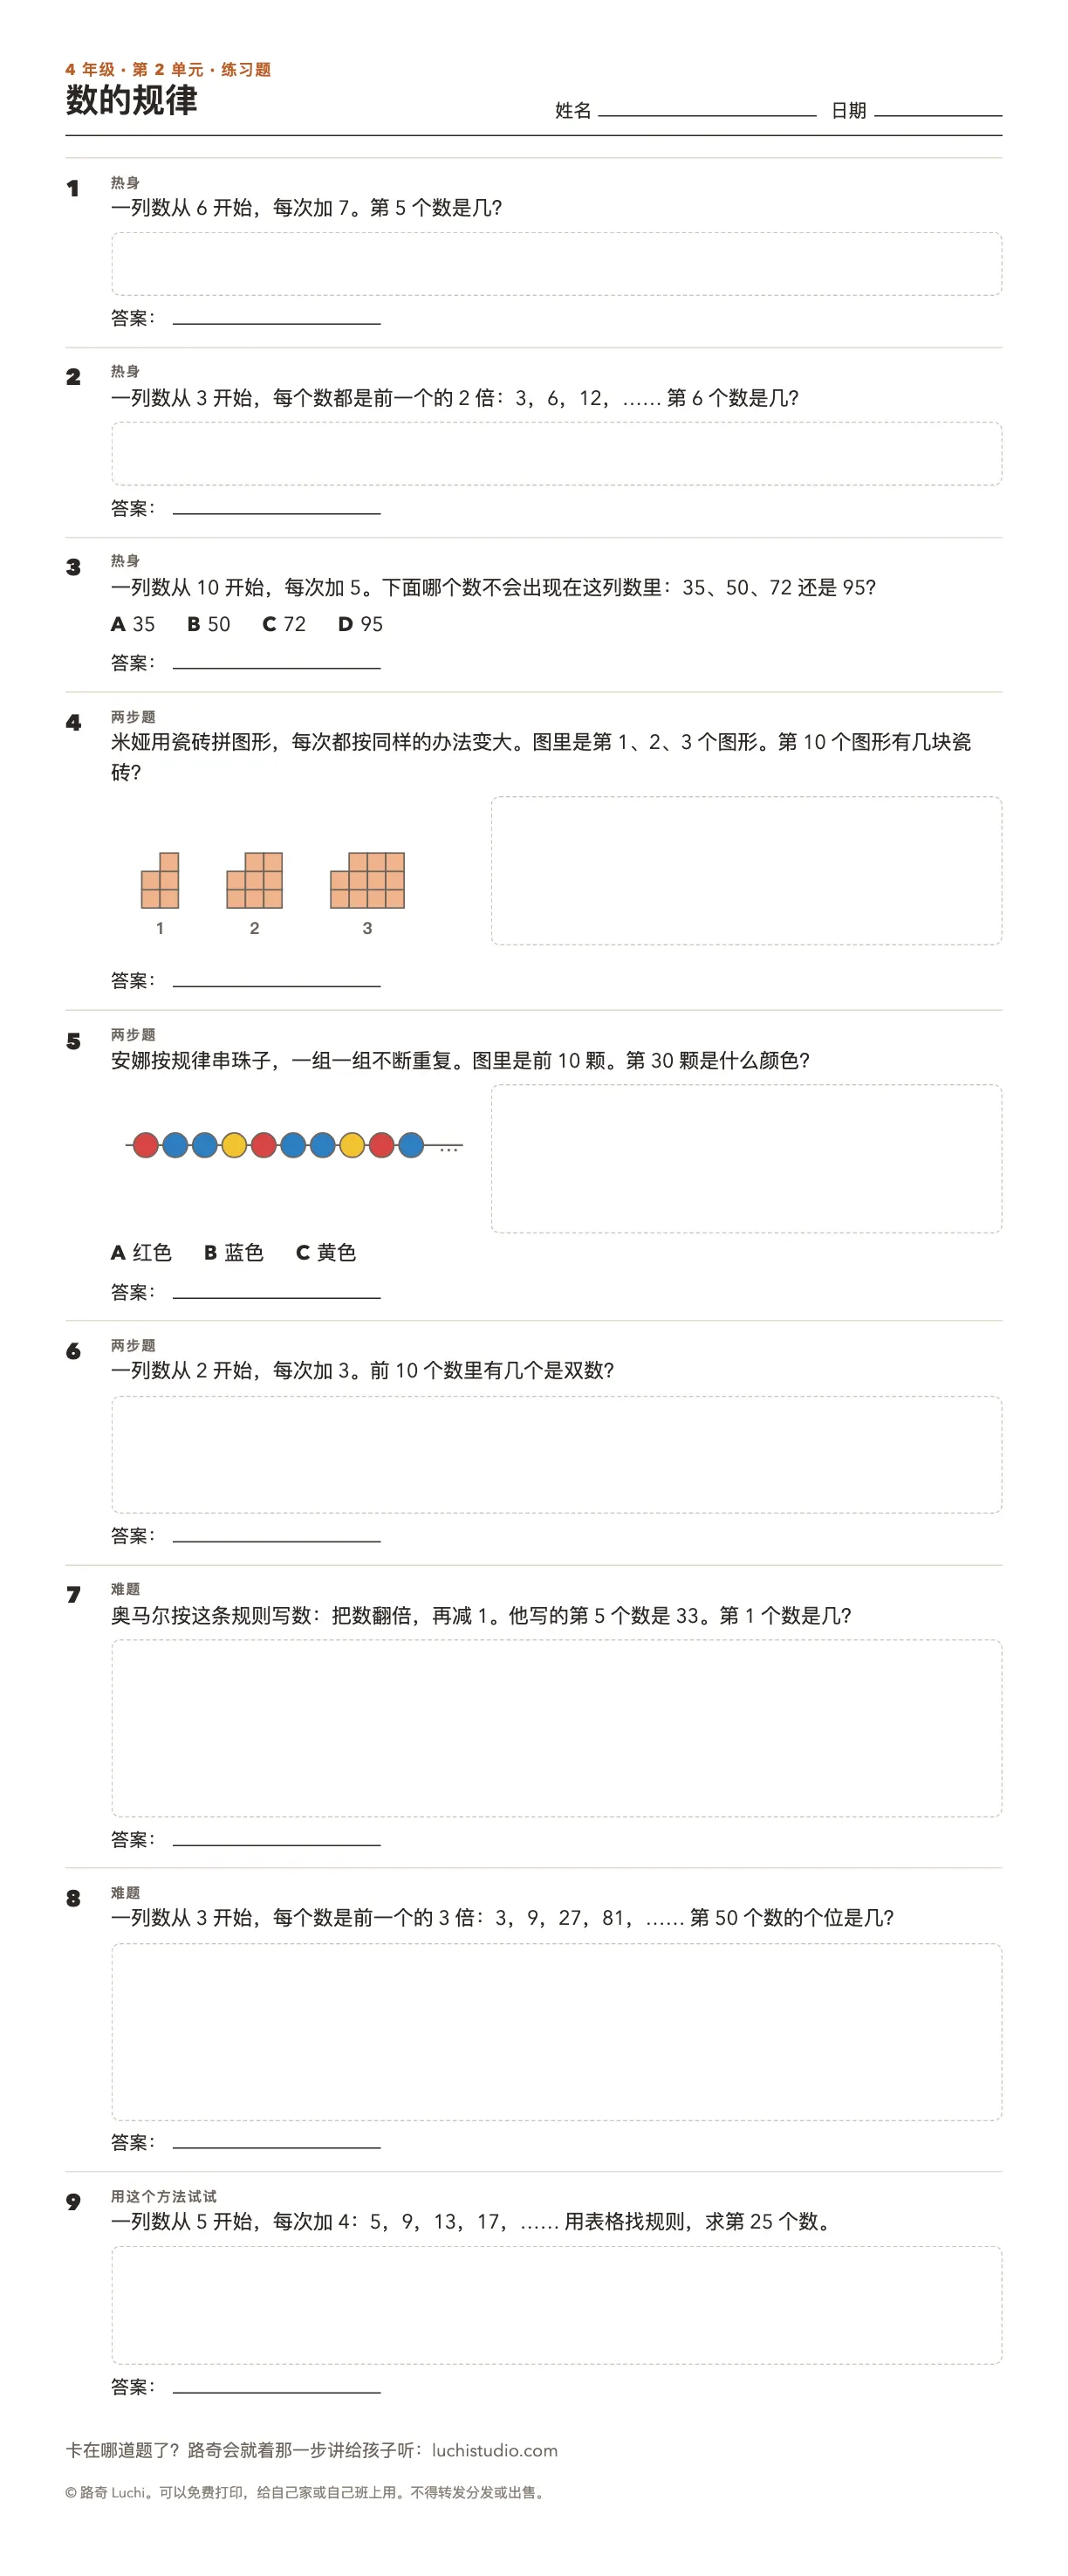 4 年级 · 第 2 单元 · 练习题
数的规律
姓名 日期
1
热身
一列数从 6 开始，每次加 7。第 5 个数是几？
答案：
2
热身
一列数从 3 开始，每个数都是前一个的 2 倍：3，6，12，…… 第 6 个数是几？
答案：
3
热身
一列数从 10 开始，每次加 5。下面哪个数不会出现在这列数里：35、50、72 还是 95？
A 35 B 50 C 72 D 95
答案：
4
两步题
米娅用瓷砖拼图形，每次都按同样的办法变大。图里是第 1、2、3 个图形。第 10 个图形有几块瓷
砖？
1 2 3
答案：
5
两步题
安娜按规律串珠子，一组一组不断重复。图里是前 10 颗。第 30 颗是什么颜色？
...
A 红色 B 蓝色 C 黄色
答案：
6
两步题
一列数从 2 开始，每次加 3。前 10 个数里有几个是双数？
答案：
7
难题
奥马尔按这条规则写数：把数翻倍，再减 1。他写的第 5 个数是 33。第 1 个数是几？
答案：
8
难题
一列数从 3 开始，每个数是前一个的 3 倍：3，9，27，81，…… 第 50 个数的个位是几？
答案：
9
用这个方法试试
一列数从 5 开始，每次加 4：5，9，13，17，…… 用表格找规则，求第 25 个数。
答案：
卡在哪道题了？路奇会就着那一步讲给孩子听：luchistudio.com
© 路奇 Luchi。可以免费打印，给自己家或自己班上用。不得转发分发或出售。